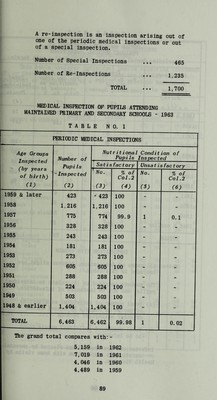 A re-inspection is an inspection arising out of
one of the periodic medical inspections or out
of a special inspection.
Number of Special Inspections ... 465
Number of Re-Inspections ... 1,235
TOTAL ... 1,700
MEDICAL INSPECTION OF PUPILS ATTENDING
MAINTAINED PRIMARY AND SECONDARY SCHOOLS - 1963
TABLE NO. 1
PERIODIC MEDICAL INSPECTIONS
Age Groups Inspected (by years of birth) Number of Pupils Inspected Nutritional Condition of Pupils Inspected
Satisfactory Unsatisfactory
No. % of Col.2 No. % of Col.2
(1) (2) (3) (4) (5) (6)
1959 & later 423 423 100 - -
1958 1,216 1,216 100 - -
1957 775 774 99.9 1 0.1
1956 328 328 100 - -
1955 243 243 100 - -
1954 181 181 100 - -
1953 273 273 100 - -
1952 605 605 100 - -
1951 288 288 100 - -
1950 224 224 100 - -
1949 503 503 100 - -
1948 & earlier 1,404 1,404 100 - -
TOTAL 6,463 6,462 99.98 1 0.02
The grand total compares with:-
5,159 in 1962
7,019 in 1961
4,046 in 1960
4,489 in 1959
89